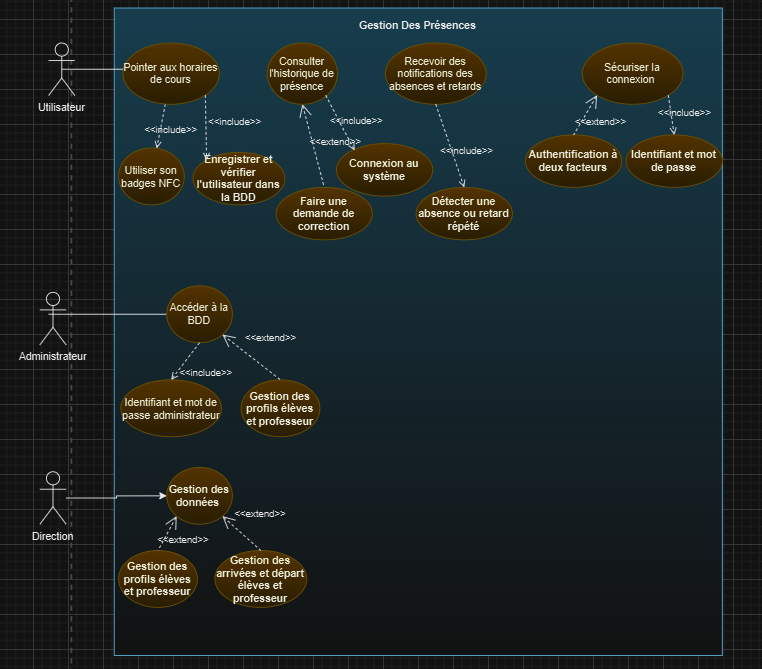 Gestion Des Présences
Utilisateur
Pointer aux horaires
de cours
Consulter
l'historique de
présence
Recevoir des
notifications des
absences et retards
Sécuriser la
connexion
<<include>>
<<include>>
<<include>>
<<extend>>
<<include>>
<<extend>>
<<include>>
Utiliser son
badges NFC
Enregistrer et
vérifier
l'utilisateur dans
la BDD
Connexion au
système
Faire une
demande de
correction
Détecter une
absence ou retard
répété
Authentification à
deux facteurs
Identifiant et mot
de passe
Administrateur
Accéder à la
BDD
<<extend>>
<<include>>
Identifiant et mot de
passe administrateur
Gestion des
profils élèves
et professeur
Direction
Gestion des
données
<<extend>>
<<extend>>
Gestion des
profils élèves
et professeur
Gestion des
arrivées et départ
élèves et
professeur